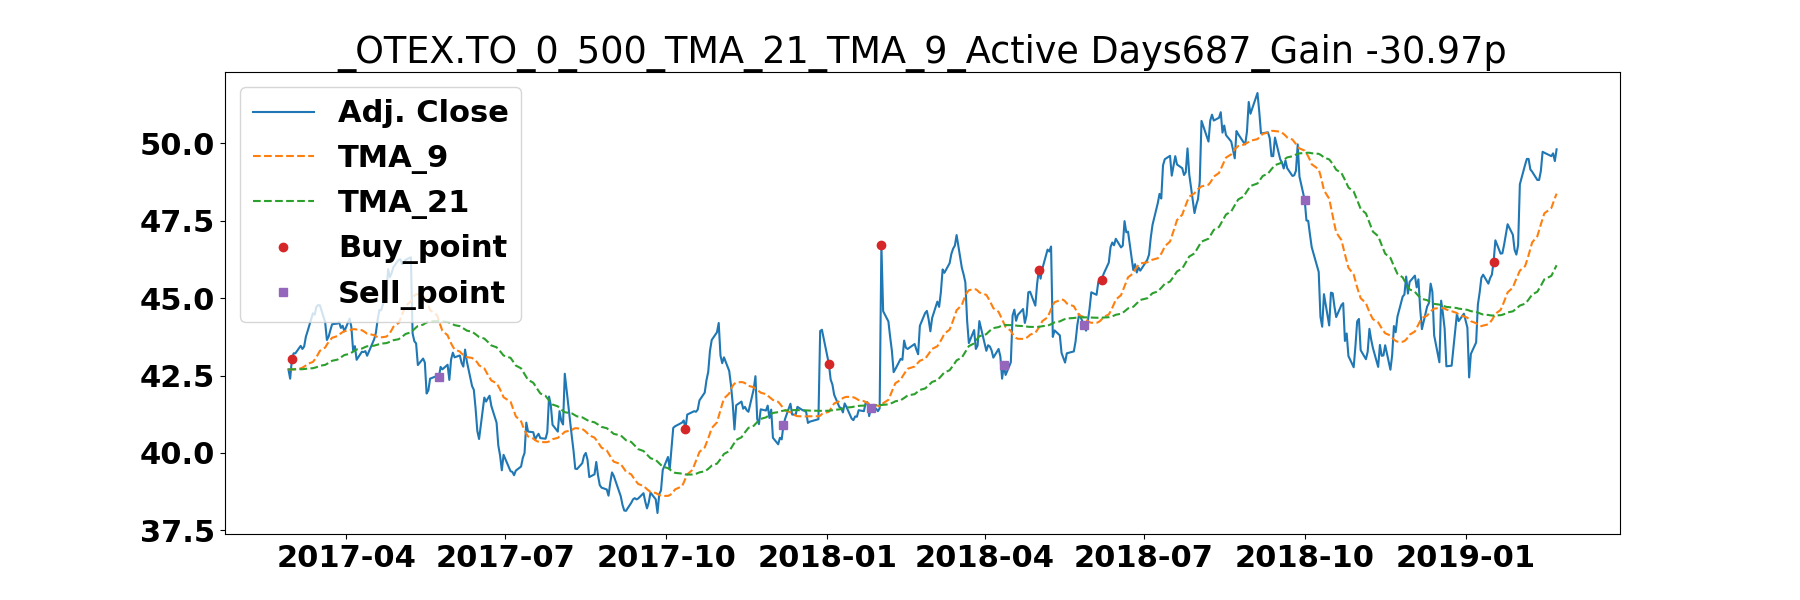 _OTEX.TO_0_500_TMA_21_TMA_9_Active Days687_Gain -30.97p
Adj. Close
TMA_9
TMA_21
Buy_point
Sell_point
50.0
47.5
45.0
42.5
40.0
37.5
2017-04 2017-07 2017-10 2018-01 2018-04 2018-07 2018-10 2019-01